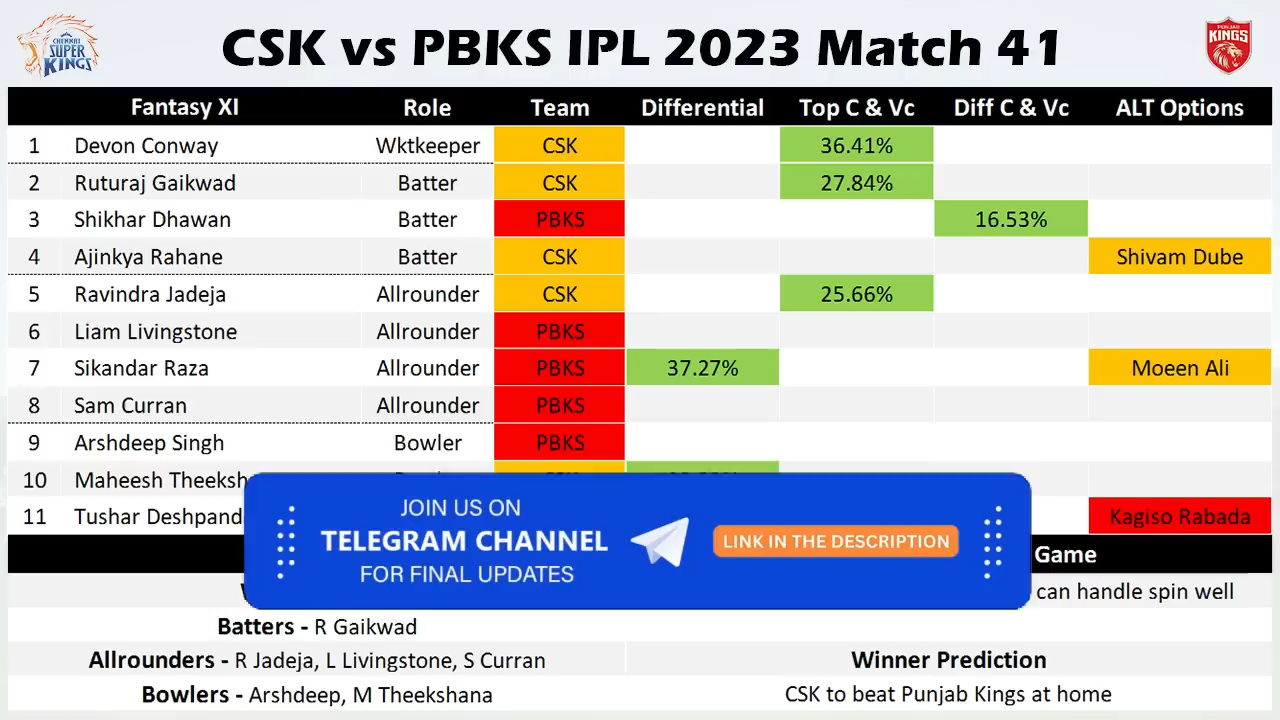 CHENNAI SUPER KINGS
CSK vs PBKS IPL 2023 Match 41
PUNJAB KINGS
Fantasy XI Role Team Differential Top C & Vc Diff C & Vc ALT Options
1 Devon Conway Wktkeeper CSK 36.41%
2 Ruturaj Gaikwad Batter CSK 27.84%
3 Shikhar Dhawan Batter PBKS 16.53%
4 Ajinkya Rahane Batter CSK Shivam Dube
5 Ravindra Jadeja Allrounder CSK 25.66%
6 Liam Livingstone Allrounder PBKS
7 Sikandar Raza Allrounder PBKS 37.27% Moeen Ali
8 Sam Curran Allrounder PBKS
9 Arshdeep Singh Bowler PBKS
10 Maheesh
11 Tushar Kagiso Rabada
JOIN US ON
TELEGRAM CHANNEL
FOR FINAL UPDATES
LINK IN THE DESCRIPTION
Game
can handle spin well
Batters - R Gaikwad
Allrounders - R Jadeja, L Livingstone, S Curran
Winner Prediction
Bowlers - Arshdeep, M Theekshana
CSK to beat Punjab Kings at home